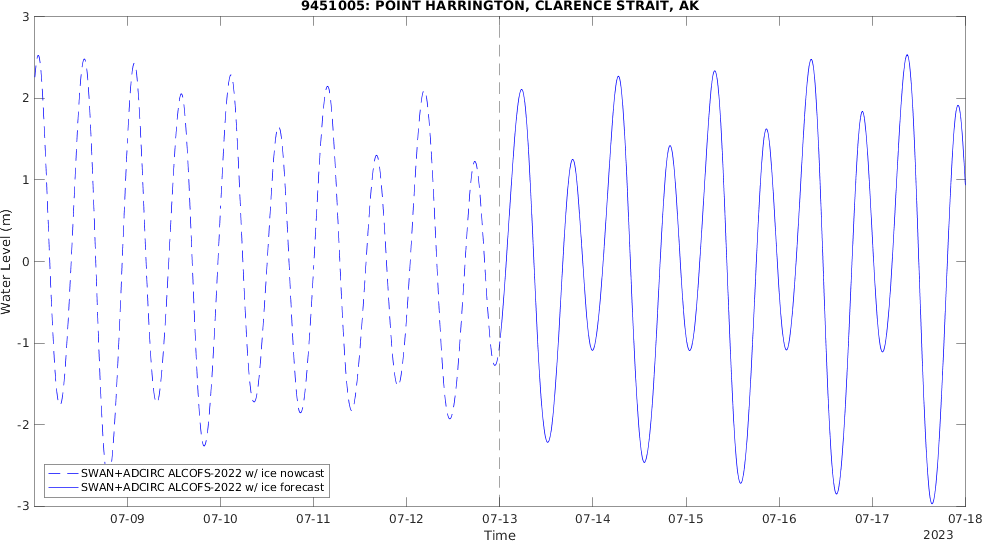 9451005: POINT HARRINGTON, CLARENCE STRAIT, AK
3
2
1
0
-1
-2
-3
Water Level (m)
SWAN+ADCIRC ALCOFS-2022 w/ ice nowcast
SWAN+ADCIRC ALCOFS-2022 w/ ice forecast
07-09 07-10 07-11 07-12 07-13 07-14 07-15 07-16 07-17 07-18
Time
2023